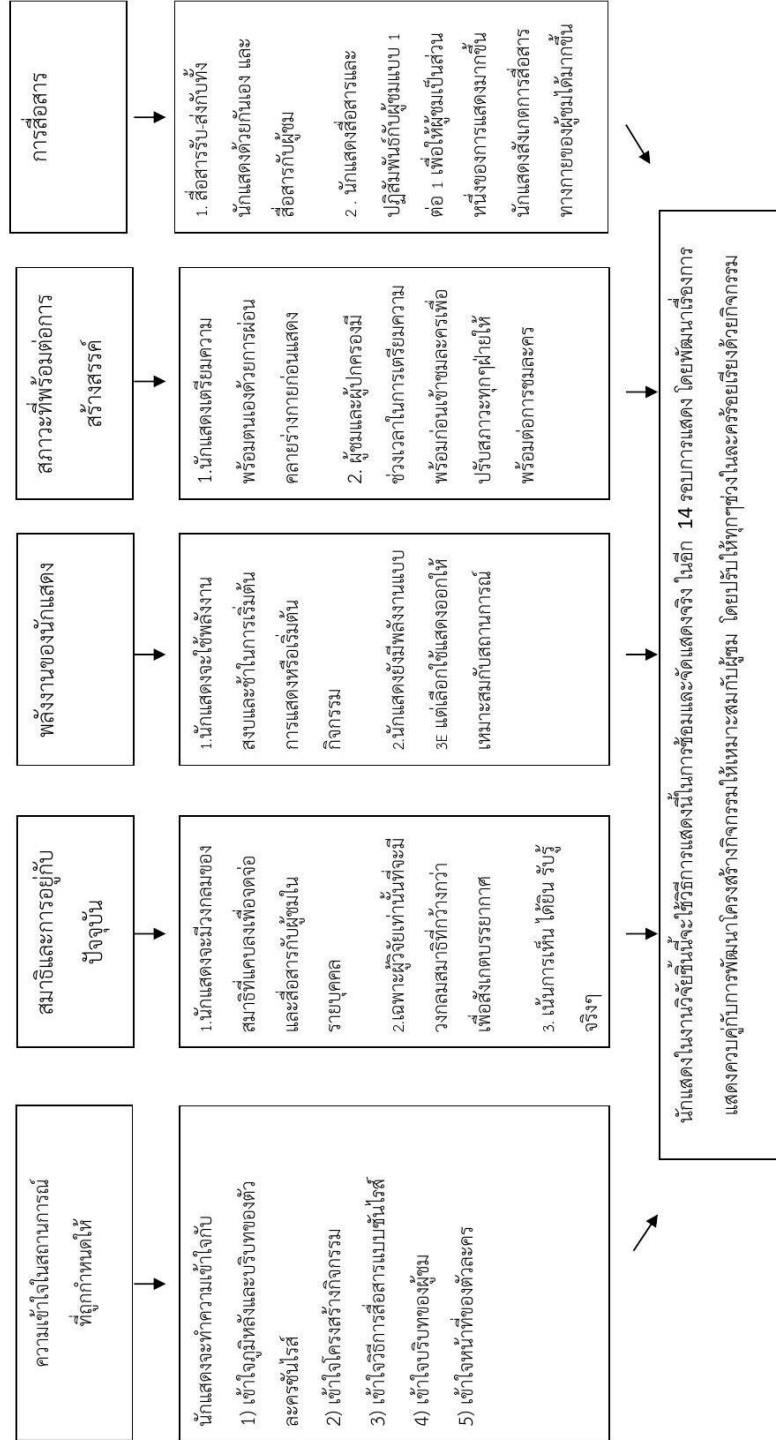 ความเข้าใจในสถานการณ์
ที่ถูกกำหนดให้
นักแสดงจะทำความเข้าใจกับ
1) เข้าใจภูมิหลังและบริบทของตัว
ละครซันไรส์
2) เข้าใจโครงสร้างกิจกรรม
3) เข้าใจวิธีการสื่อสารแบบซันไรส์
4) เข้าใจบริบทของผู้ชม
5) เข้าใจหน้าที่ของตัวละคร
สมาธิและการอยู่กับ
ปัจจุบัน
1.นักแสดงจะมีวงกลมของ
สมาธิที่แคบลงเพื่อจดจ่อ
และสื่อสารกับผู้ชมใน
รายบุคคล
2.เฉพาะผู้วิจัยเท่านั้นที่จะมี
วงกลมสมาธิที่กว้างกว่า
เพื่อสังเกตบรรยากาศ
3. เน้นการเห็น ได้ยิน รับรู้
จริงๆ
พลังงานของนักแสดง
1.นักแสดงจะใช้พลังงาน
สงบและช้าในการเริ่มต้น
การแสดงหรือเริ่มต้น
กิจกรรม
2.นักแสดงยังมีพลังงานแบบ
3E แต่เลือกใช้แสดงออกให้
เหมาะสมกับสถานการณ์
สภาวะที่พร้อมต่อการ
สร้างสรรค์
1.นักแสดงเตรียมความ
พร้อมตนเองด้วยการผ่อน
คลายร่างกายก่อนแสดง
2. ผู้ชมและผู้ปกครองมี
ช่วงเวลาในการเตรียมความ
พร้อมก่อนเข้าชมละครเพื่อ
ปรับสภาวะทุกๆฝ่ายให้
พร้อมต่อการชมละคร
การสื่อสาร
1. สื่อสารรับ-ส่งกับทั้ง
นักแสดงด้วยกันเอง และ
สื่อสารกับผู้ชม
2 . นักแสดงสื่อสารและ
ปฏิสัมพันธ์กับผู้ชมแบบ 1
ต่อ 1 เพื่อให้ผู้ชมเป็นส่วน
หนึ่งของการแสดงมากขึ้น
นักแสดงสังเกตการสื่อสาร
ทางกายของผู้ชมได้มากขึ้น
นักแสดงในงานวิจัยชิ้นนี้จะใช้วิธีการแสดงนี้ในการซ้อมและจัดแสดงจริง ในอีก 14 รอบการแสดง โดยพัฒนาเรื่องการ
แสดงควบคู่กับการพัฒนาโครงสร้างกิจกรรมให้เหมาะสมกับผู้ชม โดยปรับให้ทุกๆช่วงในละครร้อยเรียงด้วยกิจกรรม